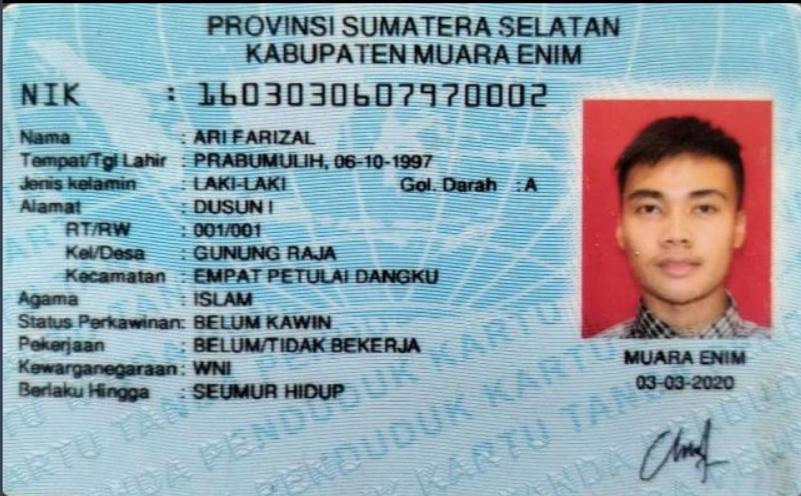 PROVINSI SUMATERA SELATAN
KABUPATEN MUARA ENIM
NIK : 1603030607970002
Nama : ARI FARIZAL
Tempat/Tgl Lahir : PRABUMULIH, 06-10-1997
Jenis kelamin : LAKI-LAKI Gol. Darah : A
Alamat : DUSUN I
RT/RW : 001/001
Kel/Desa : GUNUNG RAJA
Kecamatan : EMPAT PETULAI DANGKU
Agama : ISLAM
Status Perkawinan: BELUM KAWIN
Pekerjaan : BELUM/TIDAK BEKERJA
Kewarganegaraan: WNI
Berlaku Hingga : SEUMUR HIDUP
MUARA ENIM
03-03-2020